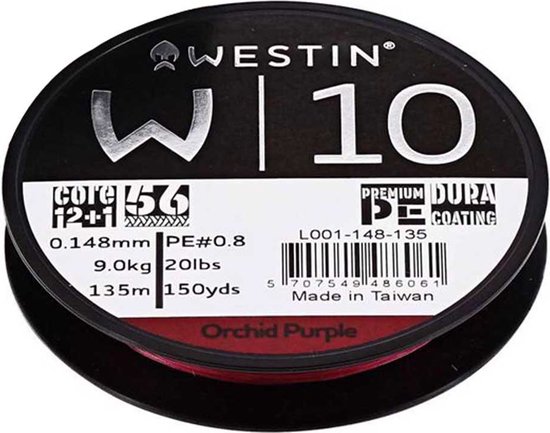 WESTIN®
W | 10
core
12+1
56
PREMIUM
PE
DURA
COATING
0.148mm | PE#0.8
9.0kg | 20lbs
135m | 150yds
L001-148-135
5 707549 486061
Made in Taiwan
Orchid Purple